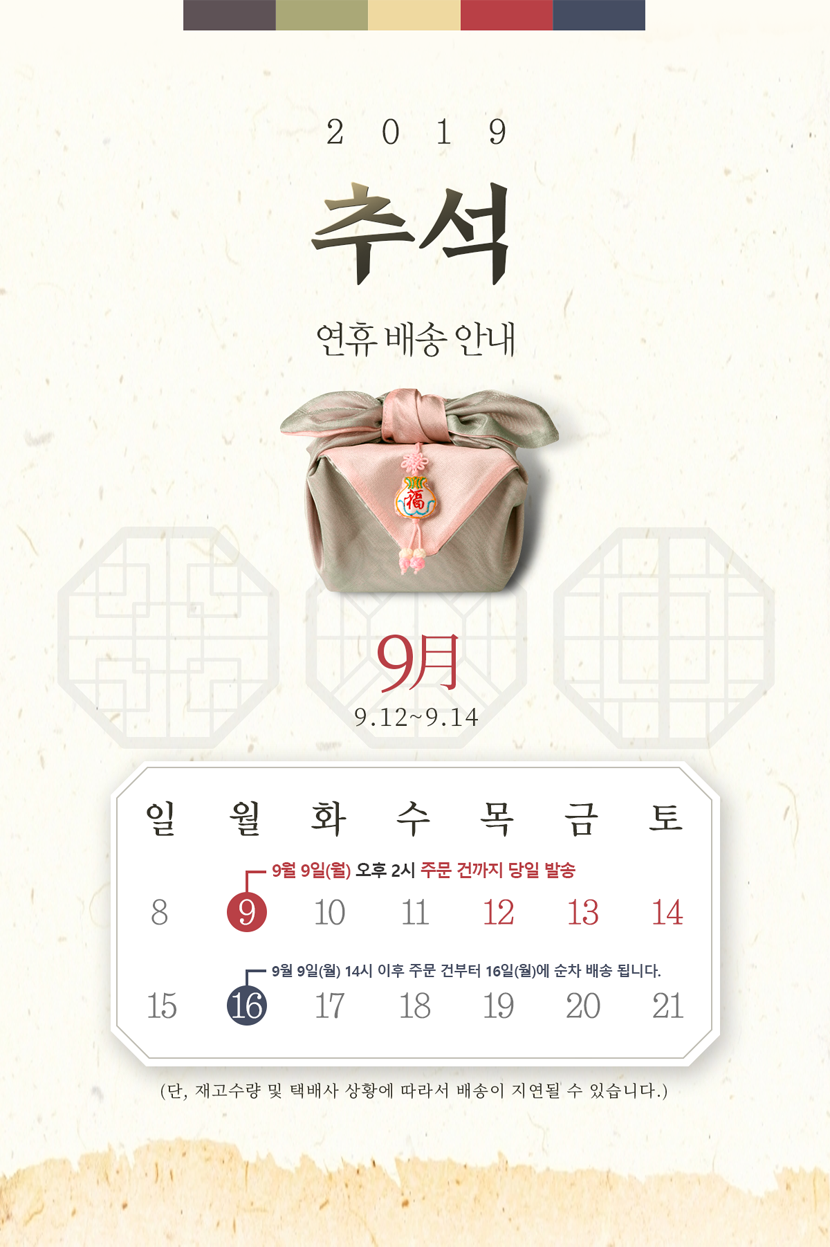 2 0 1 9
추석
연휴 배송 안내
福
9月
9.12~9.14
일 월 화 수 목 금 토
9월 9일(월) 오후 2시 주문 건까지 당일 발송
8 9 10 11 12 13 14
9월 9일(월) 14시 이후 주문 건부터 16일(월)에 순차 배송 됩니다.
15 16 17 18 19 20 21
(단, 재고수량 및 택배사 상황에 따라서 배송이 지연될 수 있습니다.)